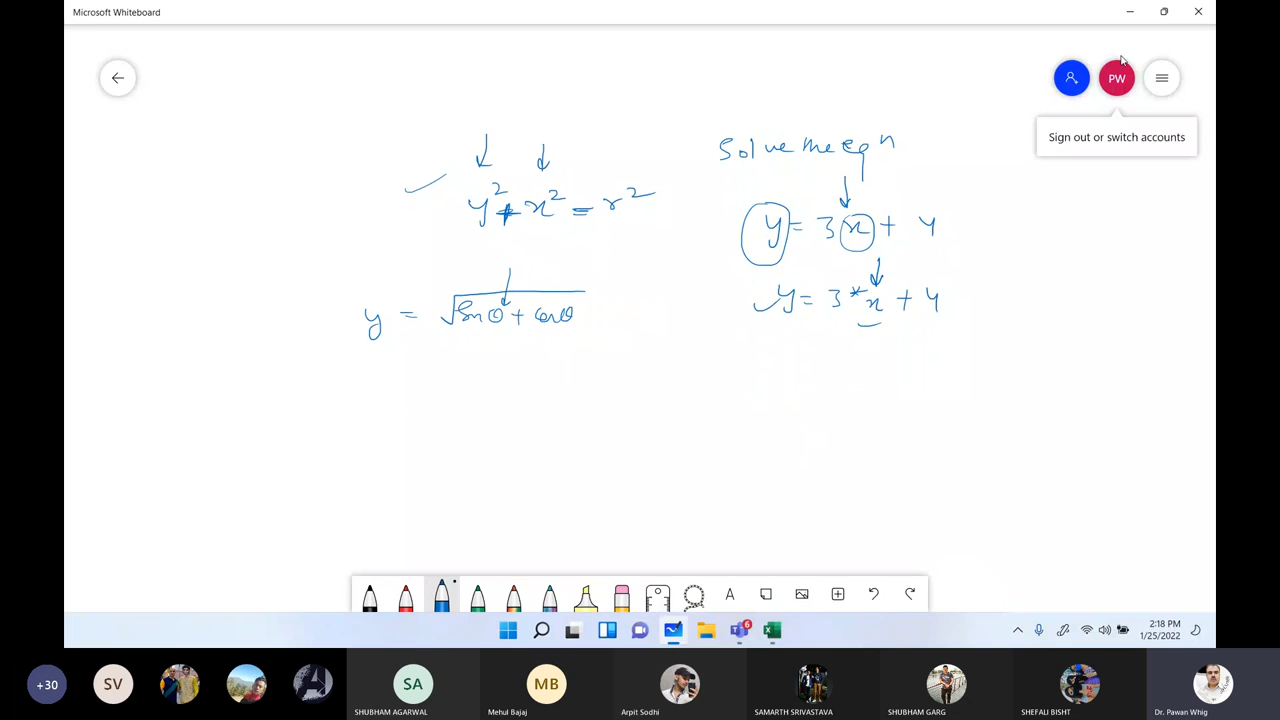 Microsoft Whiteboard
PW
Sign out or switch accounts
Solve the eqn
y² + x² = r²
y = 3x + 4
y = 3*x + 4
y = √sinθ + cosθ
A
6
2:18 PM
1/25/2022
+30
SV
SA
SHUBHAM AGARWAL
MB
Mehul Bajaj
Arpit Sodhi
SAMARTH SRIVASTAVA
SHUBHAM GARG
SHEFALI BISHT
Dr. Pawan Whig